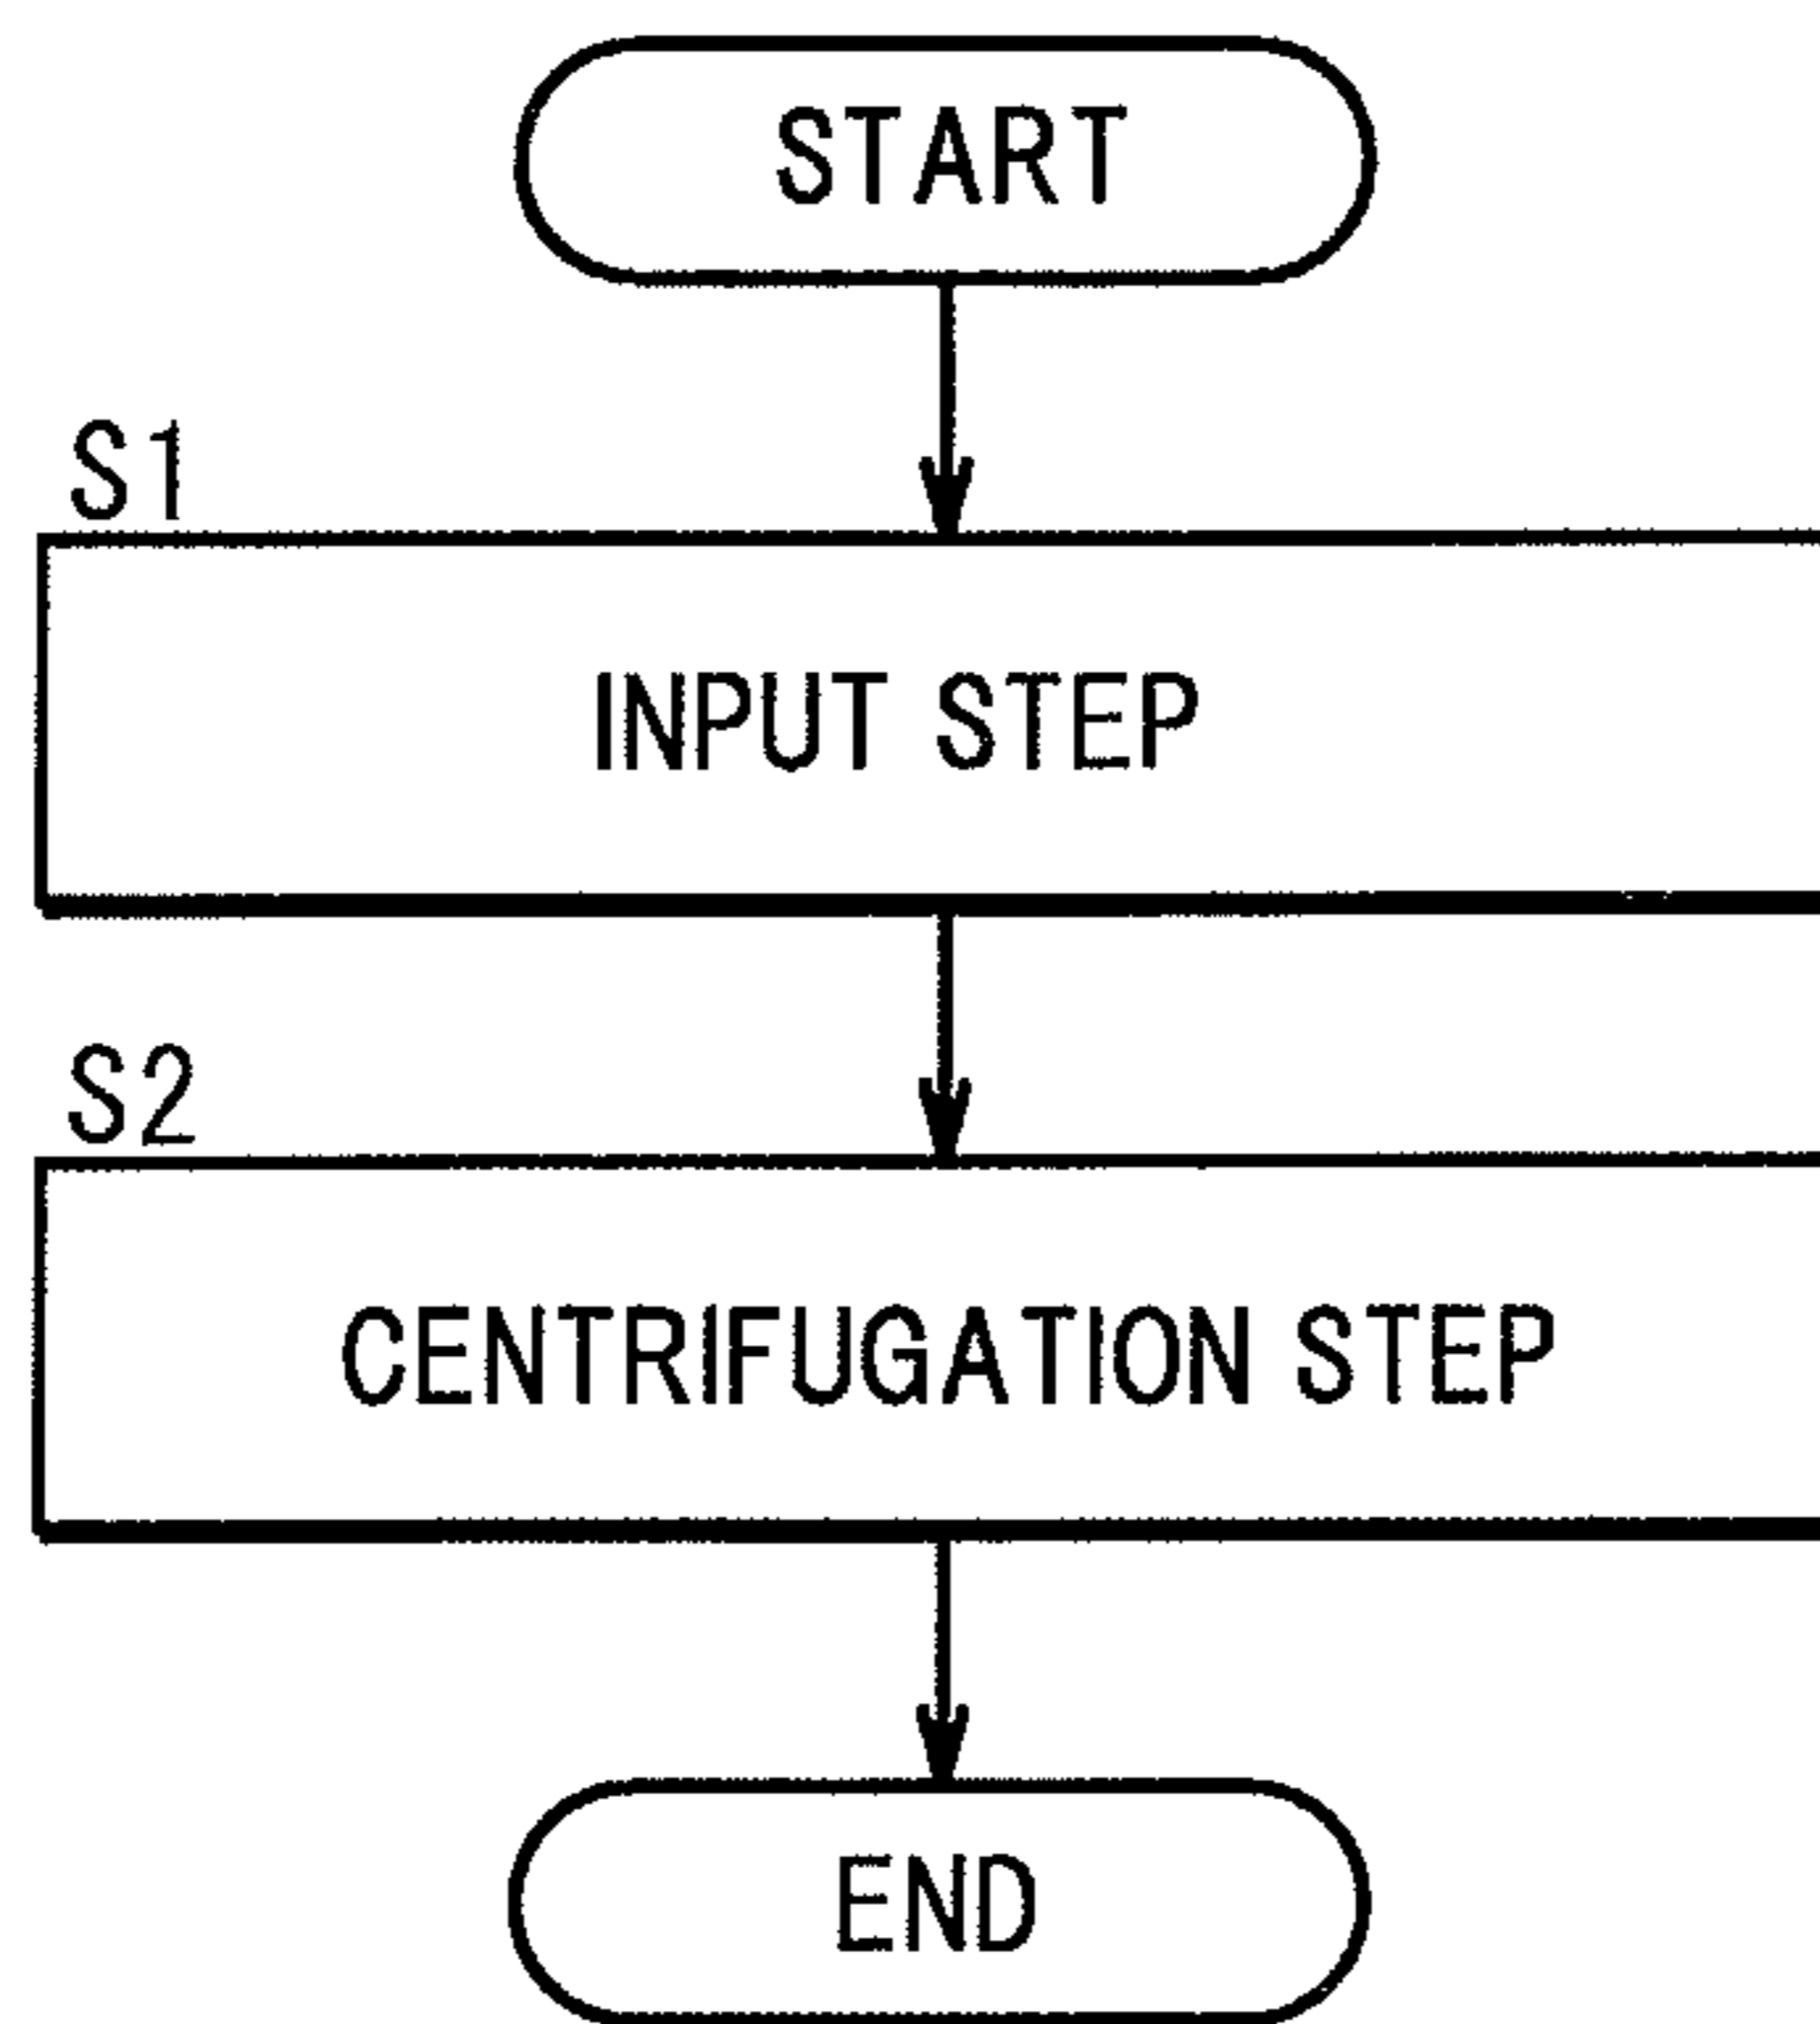 START
S1
INPUT STEP
S2
CENTRIFUGATION STEP
END